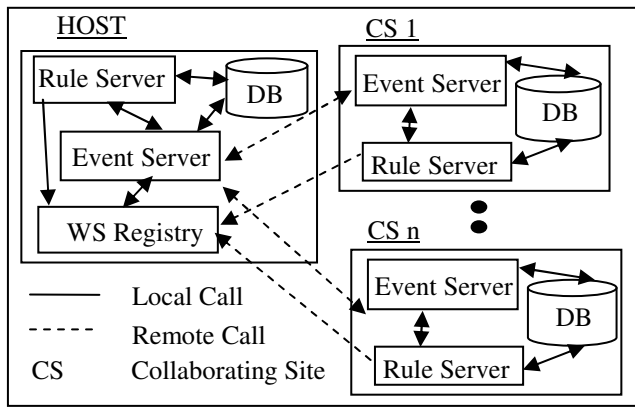 HOST
Rule Server
DB
Event Server
WS Registry
CS 1
Event Server
DB
Rule Server
CS n
Event Server
DB
Rule Server
Local Call
Remote Call
CS Collaborating Site